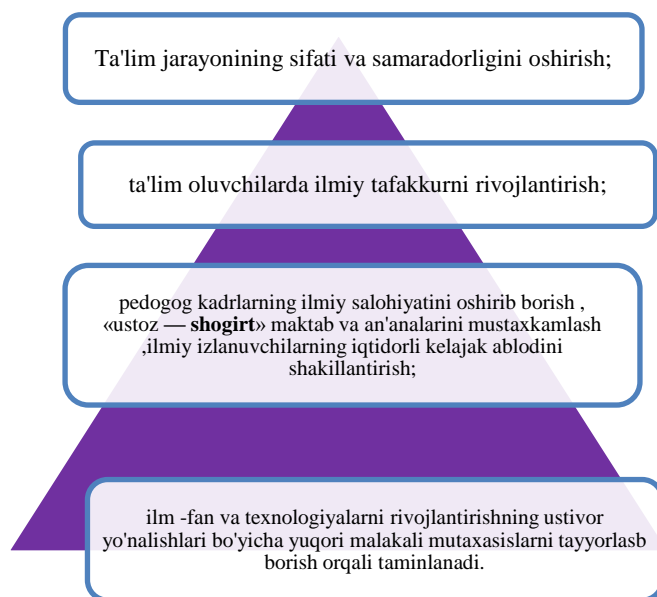 Ta'lim jarayonining sifati va samaradorligini oshirish;
ta'lim oluvchilarda ilmiy tafakkurni rivojlantirish;
pedogog kadrlarning ilmiy salohiyatini oshirib borish ,
«ustoz — shogirt» maktab va an'analarini mustaxkamlash
,ilmiy izlanuvchilarning iqtidorli kelajak ablodini
shakillantirish;
ilm -fan va texnologiyalarni rivojlantirishning ustivor
yo'nalishlari bo'yicha yuqori malakali mutaxasislarni tayyorlasb
borish orqali taminlanadi.